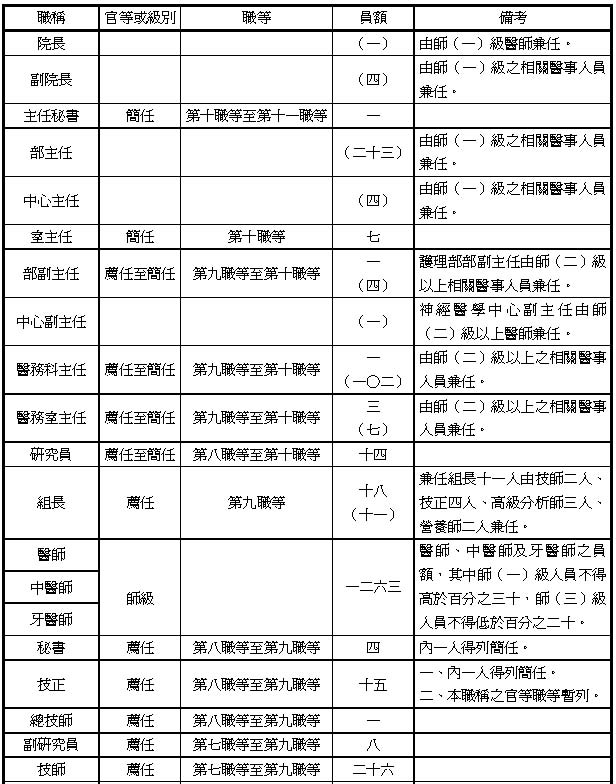 職稱 官等或級別 職等 員額 備考
院長 （一） 由師（一）級醫師兼任。
副院長 （四） 由師（一）級之相關醫事人員
兼任。
主任秘書 簡任 第十職等至第十一職等 一
部主任 （二十三） 由師（一）級之相關醫事人員
兼任。
中心主任 （四） 由師（一）級之相關醫事人員
兼任。
室主任 簡任 第十職等 七
部副主任 薦任至簡任 第九職等至第十職等 一
（四） 護理部部副主任由師（二）級
以上相關醫事人員兼任。
中心副主任 （一） 神經醫學中心副主任由師
（二）級以上醫師兼任。
醫務科主任 薦任至簡任 第九職等至第十職等 一
（一〇二） 由師（二）級以上之相關醫事
人員兼任。
醫務室主任 薦任至簡任 第九職等至第十職等 三
（七） 由師（二）級以上之相關醫事
人員兼任。
研究員 薦任至簡任 第八職等至第十職等 十四
組長 薦任 第九職等 十八
（十一） 兼任組長十一人由技師二人、
技正四人、高級分析師三人、
營養師二人兼任。
醫師
中醫師
牙醫師
師級 一二六三 醫師、中醫師及牙醫師之員
額，其中師（一）級人員不得
高於百分之三十，師（三）級
人員不得低於百分之二十。
秘書 薦任 第八職等至第九職等 四 內一人得列簡任。
技正 薦任 第八職等至第九職等 十五 一、內一人得列簡任。
二、本職稱之官等職等暫列。
總技師 薦任 第八職等至第九職等 一
副研究員 薦任 第七職等至第九職等 八
技師 薦任 第七職等至第九職等 二十六